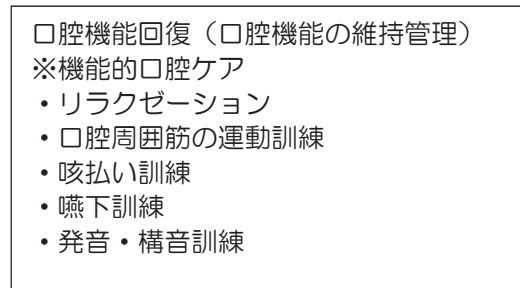 口腔機能回復（口腔機能の維持管理）
※機能的口腔ケア
・リラクゼーション
・口腔周囲筋の運動訓練
・咳払い訓練
・嚥下訓練
・発音・構音訓練